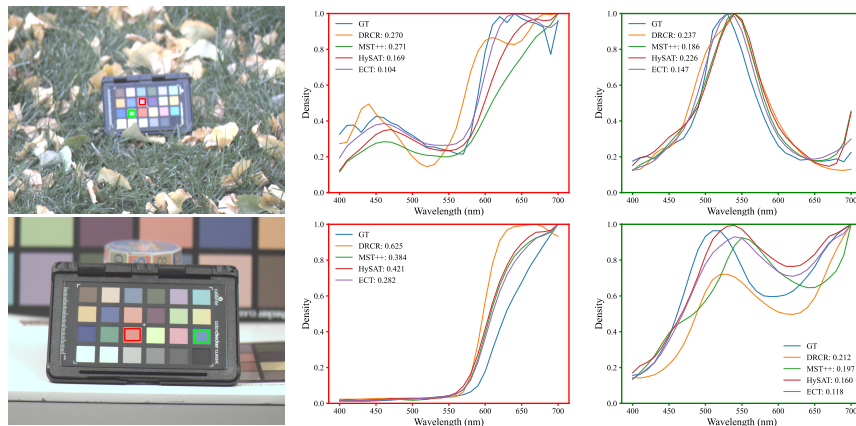 1.0
0.8
0.6
0.4
0.2
0.0
Density
GT
DRCR: 0.270
MST++: 0.271
HySAT: 0.169
ECT: 0.104
400 450 500 550 600 650 700
Wavelength (nm)
1.0
0.8
0.6
0.4
0.2
0.0
Density
GT
DRCR: 0.237
MST++: 0.186
HySAT: 0.226
ECT: 0.147
400 450 500 550 600 650 700
Wavelength (nm)
1.0
0.8
0.6
0.4
0.2
0.0
Density
GT
DRCR: 0.625
MST++: 0.384
HySAT: 0.421
ECT: 0.282
400 450 500 550 600 650 700
Wavelength (nm)
1.0
0.8
0.6
0.4
0.2
0.0
Density
GT
DRCR: 0.212
MST++: 0.197
HySAT: 0.160
ECT: 0.118
400 450 500 550 600 650 700
Wavelength (nm)